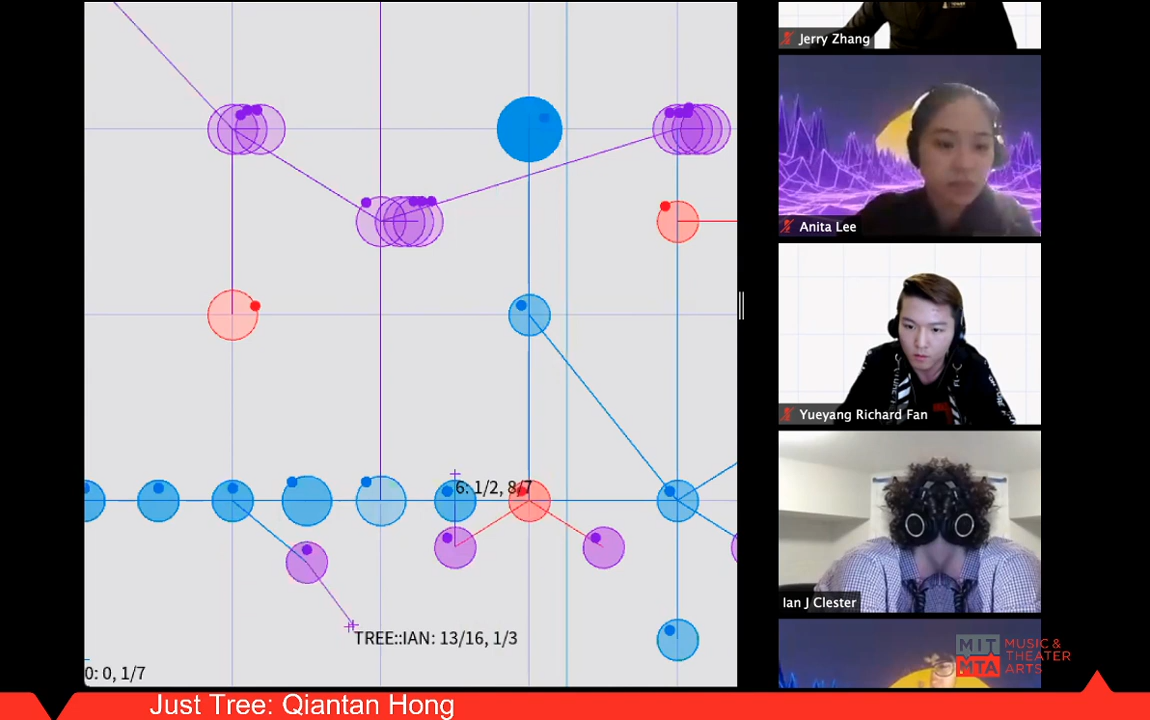 Jerry Zhang
Anita Lee
Yueyang Richard Fan
6: 1/2, 8/7
Ian J Clester
TREE::IAN: 13/16, 1/3
0: 0, 1/7
MIT
MTA
MUSIC &
THEATER
ARTS
Just Tree: Qiantan Hong